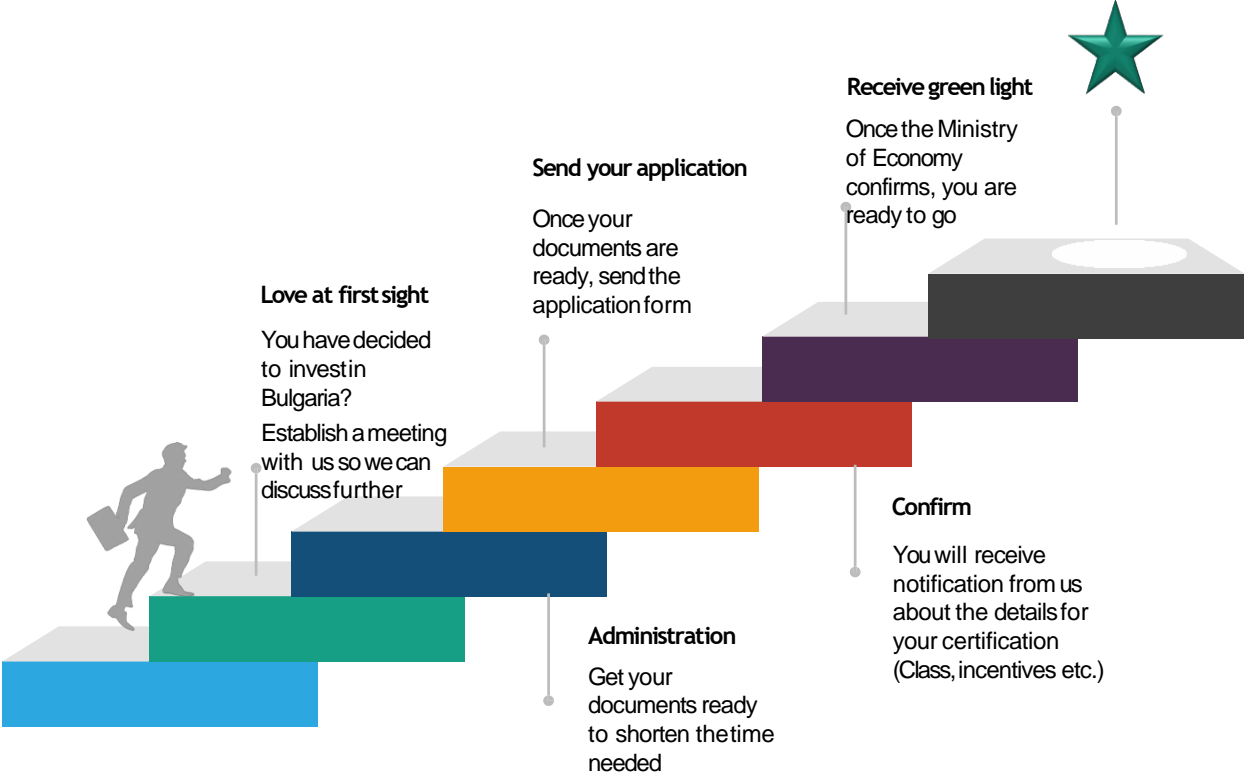 Love at first sight
You have decided
to invest in
Bulgaria?
Establish a meeting
with us so we can
discuss further
Administration
Get your
documents ready
to shorten the time
needed
Send your application
Once your
documents are
ready, send the
application form
Confirm
You will receive
notification from us
about the details for
your certification
(Class, incentives etc.)
Receive green light
Once the Ministry
of Economy
confirms, you are
ready to go